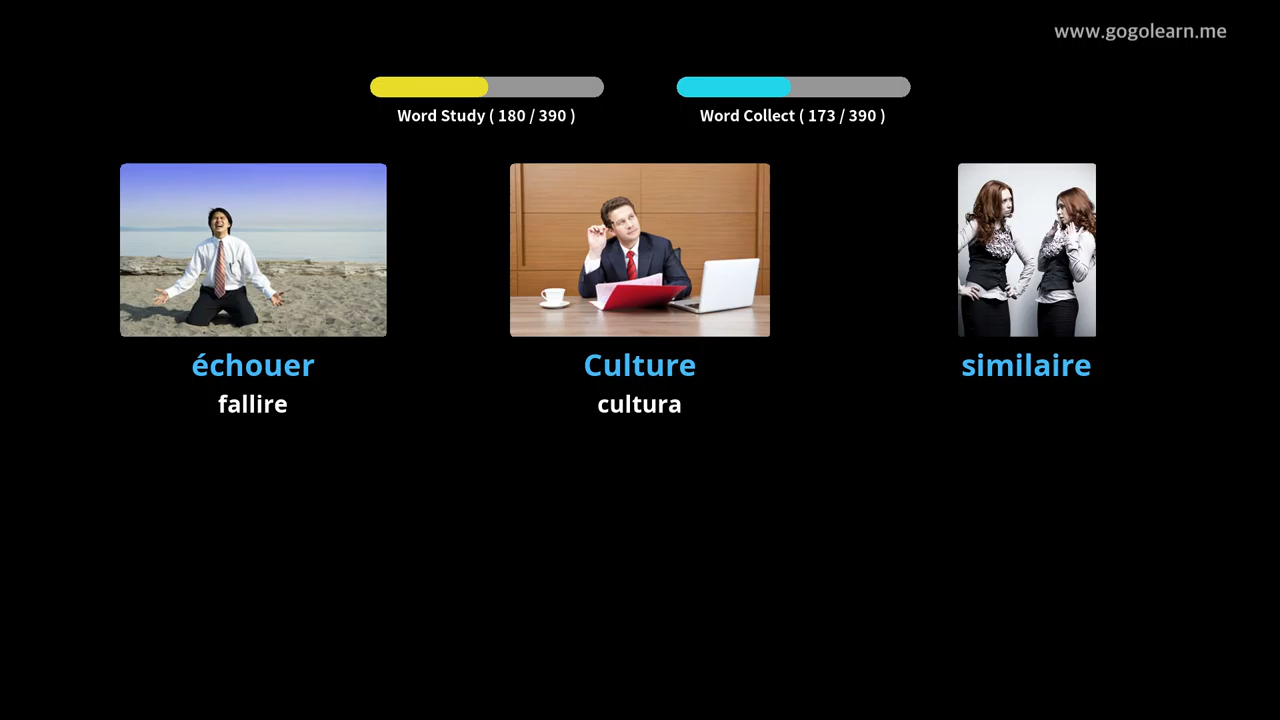 www.gogolearn.me
Word Study ( 180 / 390 )
Word Collect ( 173 / 390 )
échouer
Culture
similaire
fallire
cultura